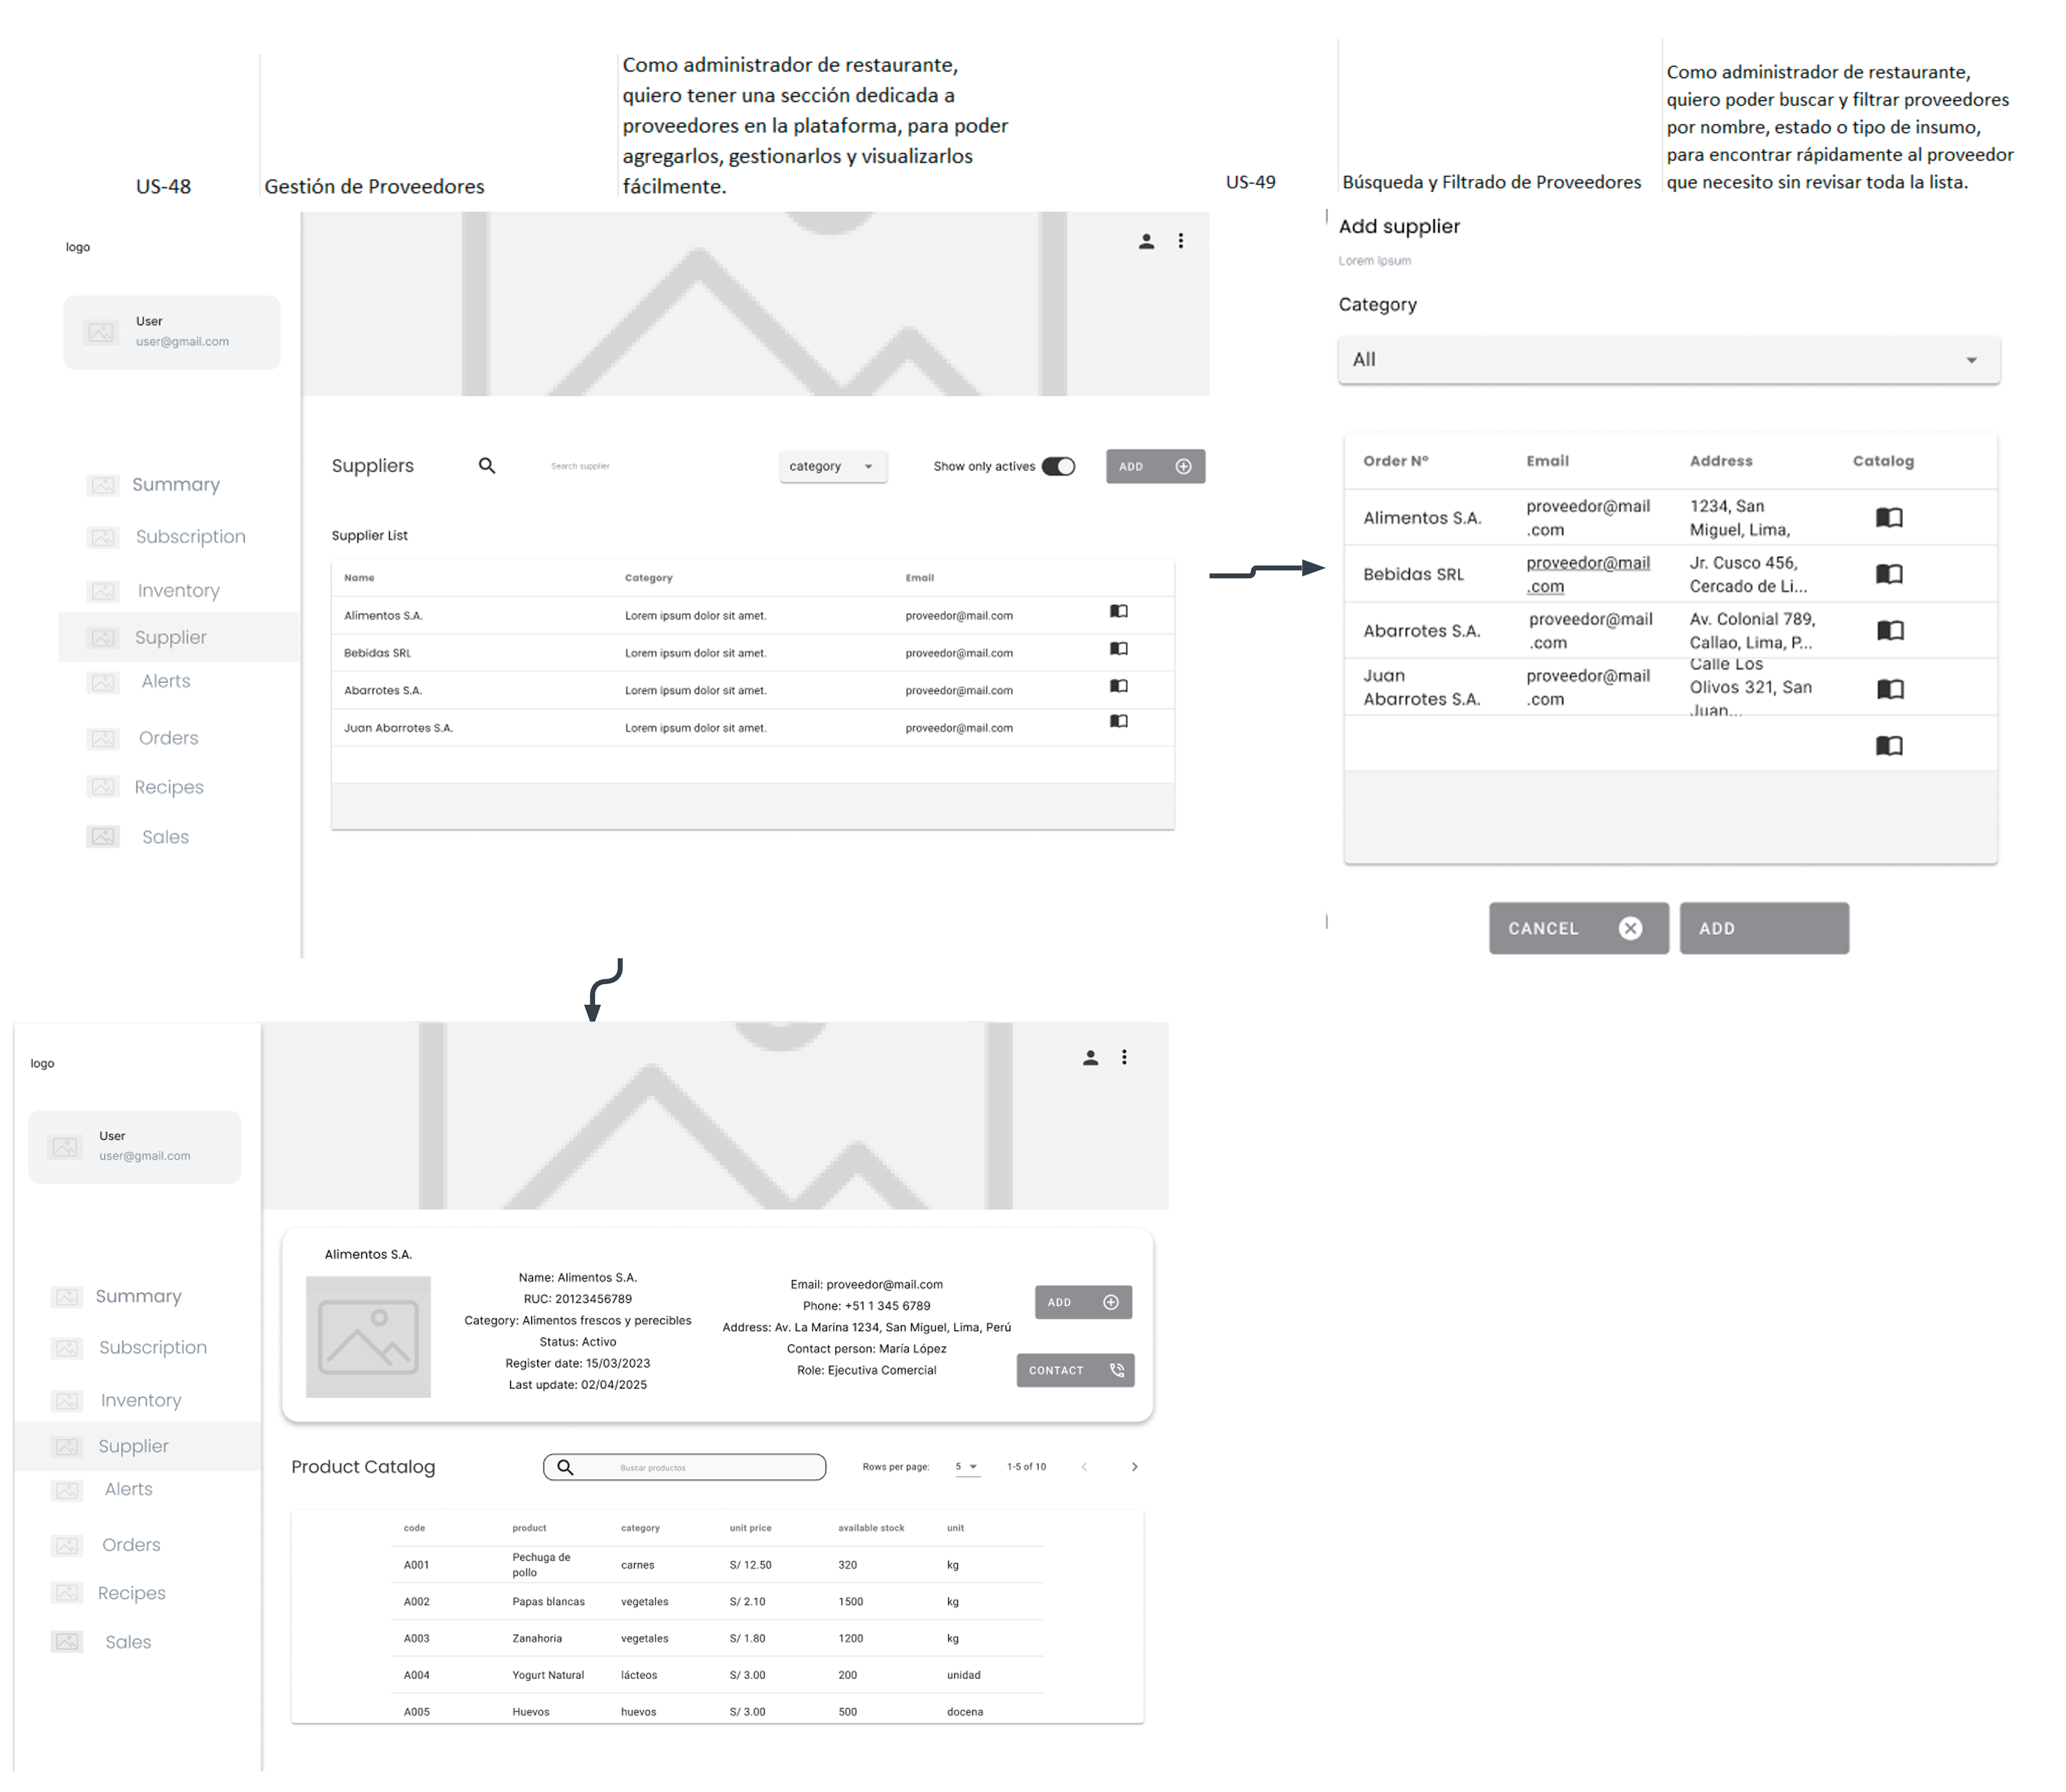 US-48
Gestión de Proveedores
Como administrador de restaurante,
quiero tener una sección dedicada a
proveedores en la plataforma, para poder
agregarlos, gestionarlos y visualizarlos
fácilmente.
US-49
Búsqueda y Filtrado de Proveedores
Como administrador de restaurante,
quiero poder buscar y filtrar proveedores
por nombre, estado o tipo de insumo,
para encontrar rápidamente al proveedor
que necesito sin revisar toda la lista.
logo
User
user@gmail.com
Summary
Subscription
Inventory
Supplier
Alerts
Orders
Recipes
Sales
Suppliers
Search supplier
category
Show only actives
ADD
Supplier List
Name Category Email
Alimentos S.A. Lorem ipsum dolor sit amet. proveedor@mail.com
Bebidas SRL Lorem ipsum dolor sit amet. proveedor@mail.com
Abarrotes S.A. Lorem ipsum dolor sit amet. proveedor@mail.com
Juan Abarrotes S.A. Lorem ipsum dolor sit amet. proveedor@mail.com
Add supplier
Lorem Ipsum
Category
All
Order N° Email Address Catalog
Alimentos S.A.
proveedor@mail
.com
1234, San
Miguel, Lima,
Bebidas SRL
proveedor@mail
.com
Jr. Cusco 456,
Cercado de Li...
Abarrotes S.A.
proveedor@mail
.com
Av. Colonial 789,
Callao, Lima, P...
Juan
Abarrotes S.A.
proveedor@mail
.com
Calle Los
Olivos 321, San
Juan...
CANCEL
ADD
logo
User
user@gmail.com
Summary
Subscription
Inventory
Supplier
Alerts
Orders
Recipes
Sales
Alimentos S.A.
Name: Alimentos S.A.
RUC: 20123456789
Category: Alimentos frescos y perecibles
Status: Activo
Register date: 15/03/2023
Last update: 02/04/2025
Email: proveedor@mail.com
Phone: +51 1 345 6789
Address: Av. La Marina 1234, San Miguel, Lima, Perú
Contact person: María López
Role: Ejecutiva Comercial
ADD
CONTACT
Product Catalog
Buscar productos
Rows per page: 5 1-5 of 10
code product category unit price available stock unit
A001 Pechuga de pollo carnes S/ 12.50 320 kg
A002 Papas blancas vegetales S/ 2.10 1500 kg
A003 Zanahoria vegetales S/ 1.80 1200 kg
A004 Yogurt Natural lácteos S/ 3.00 200 unidad
A005 Huevos huevos S/ 3.00 500 docena